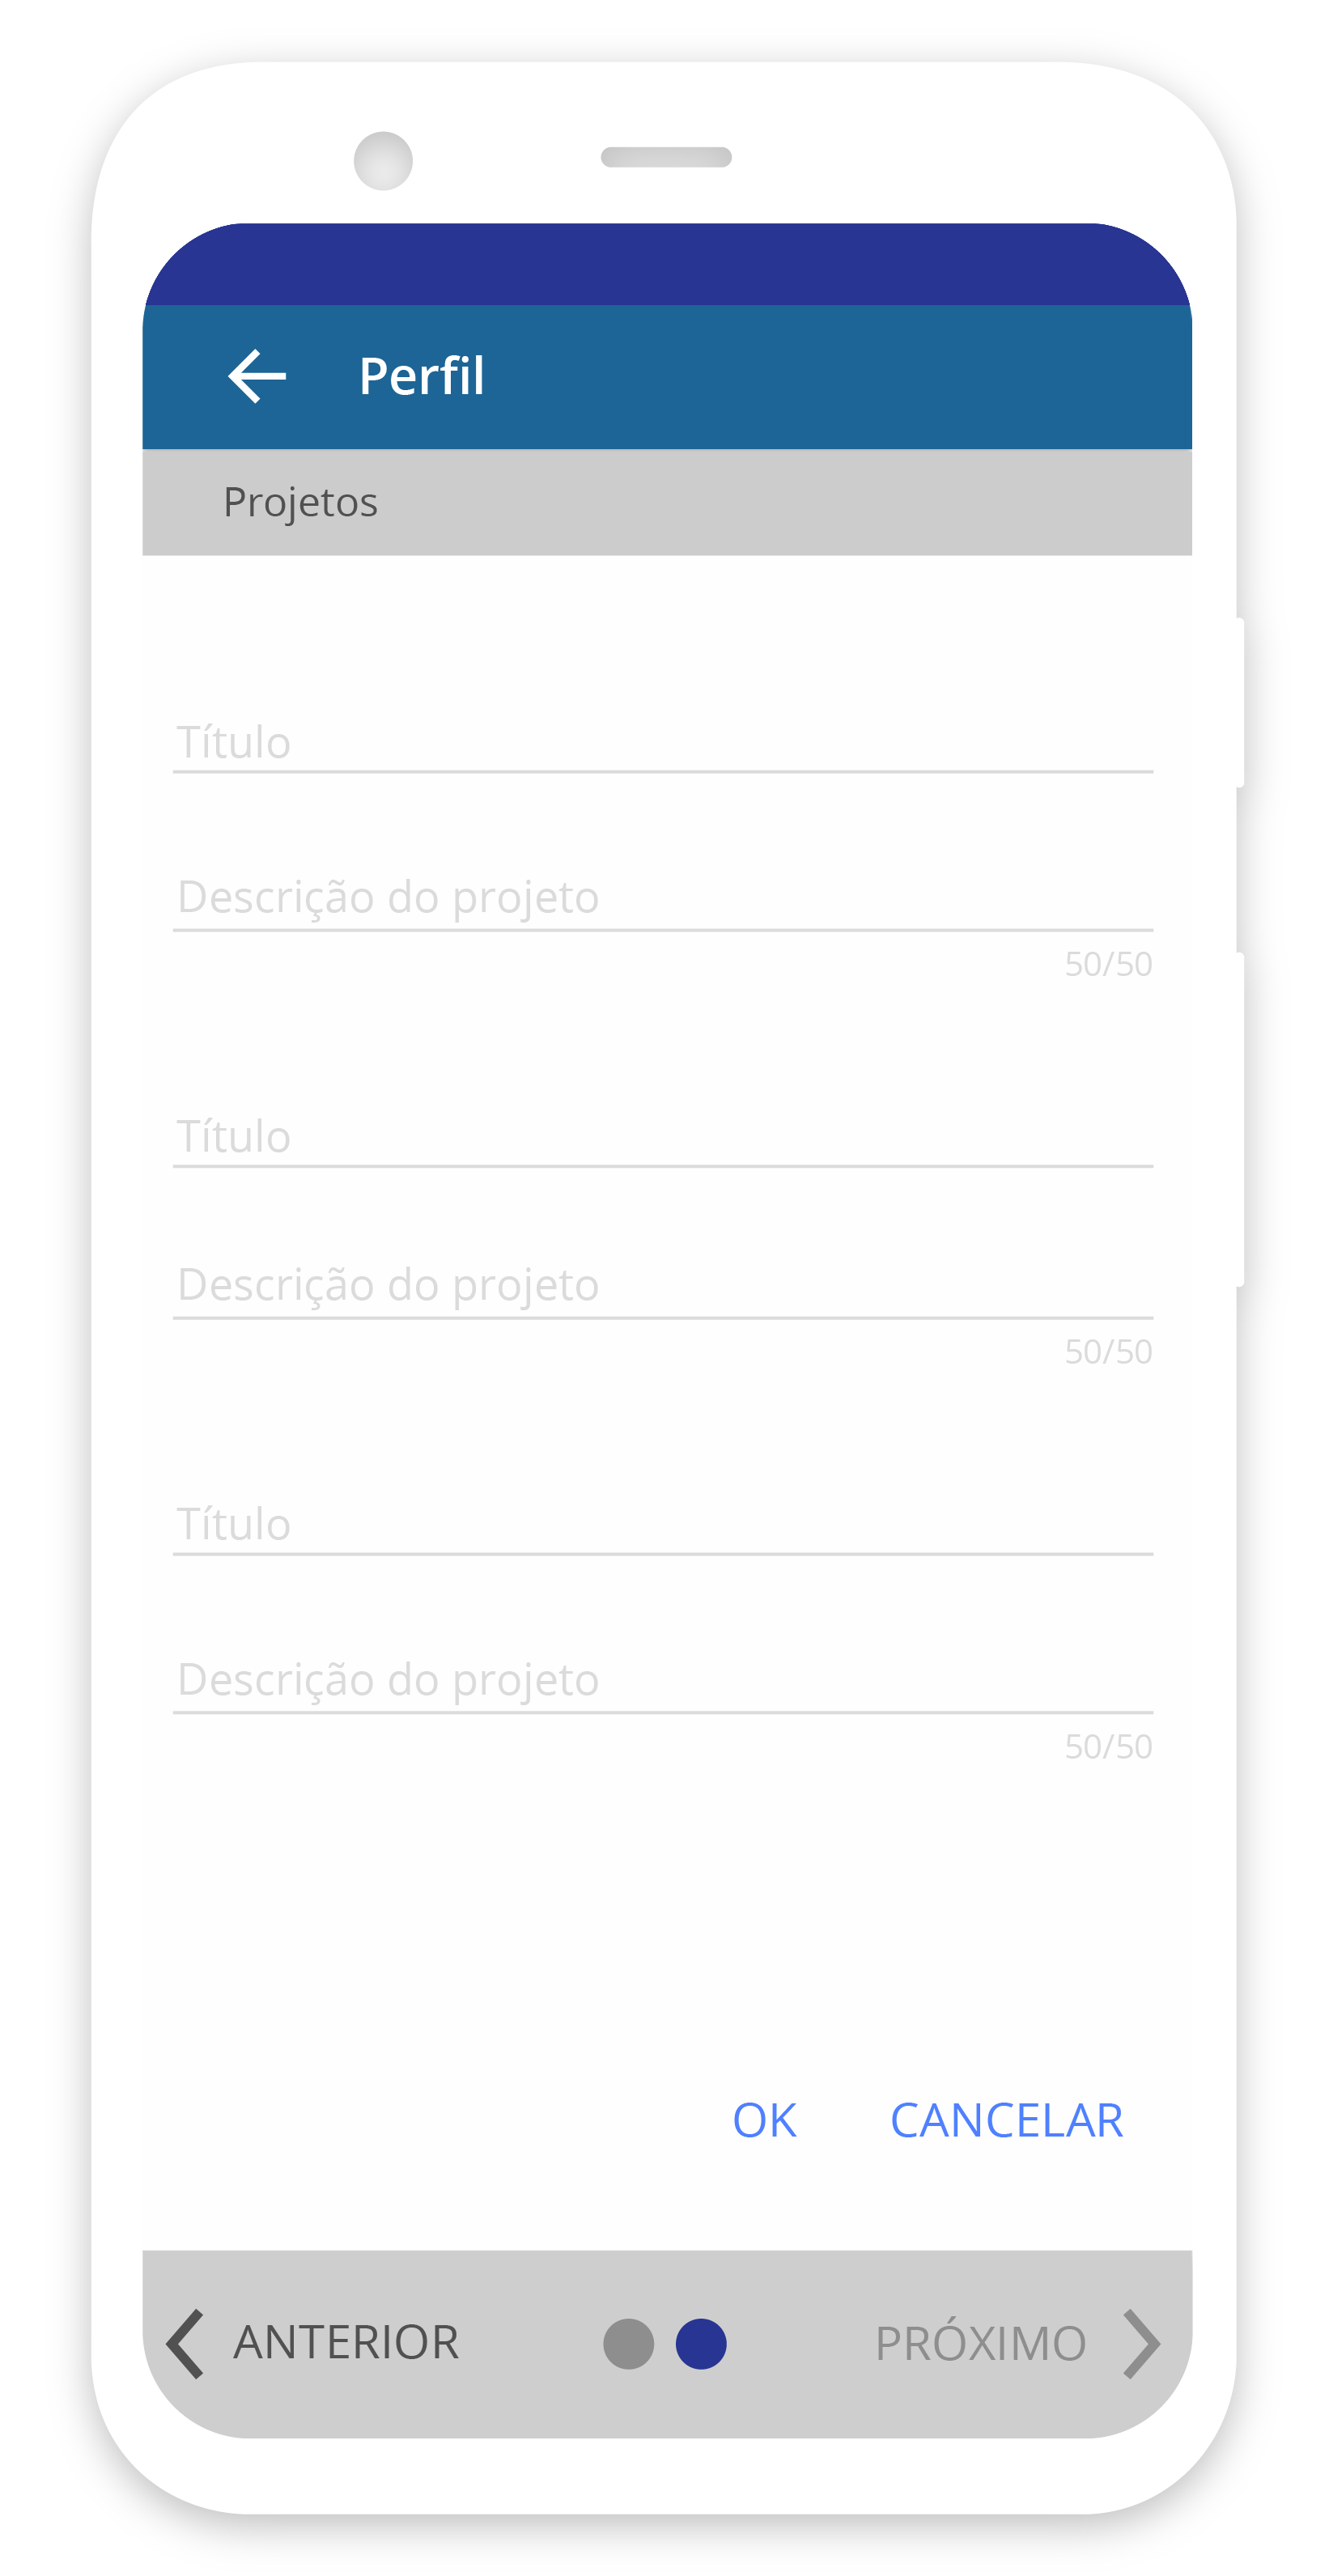 Perfil
Projetos
Título
Descrição do projeto
50/50
Título
Descrição do projeto
50/50
Título
Descrição do projeto
50/50
OK CANCELAR
ANTERIOR PRÓXIMO